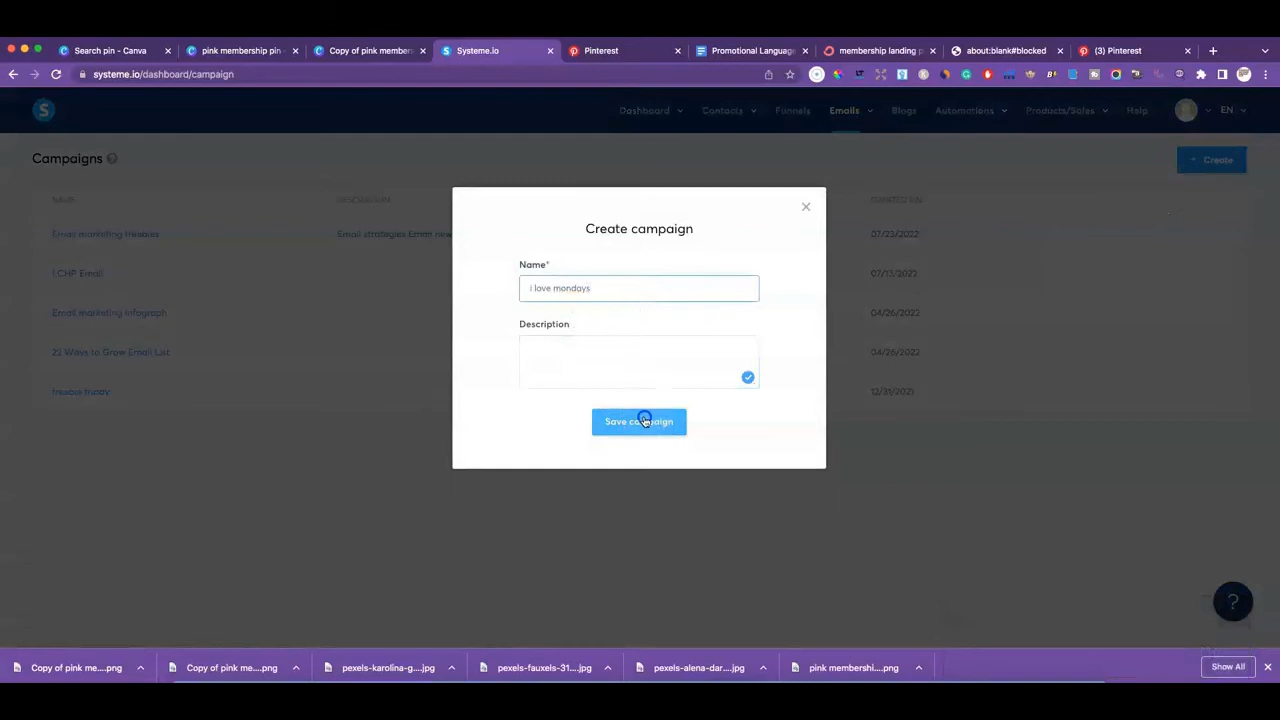 Search pin - Canva
pink membership pin -
Copy of pink member
Systeme.io
Pinterest
Promotional Language
membership landing p
about:blank#blocked
(3) Pinterest
systeme.io/dashboard/campaign
S
Dashboard
Contacts
Funnels
Emails
Blogs
Automations
Products/Sales
Help
EN
Campaigns ?
+ Create
NAME
DESCRIPTION
Email marketing freebies
Email strategies Eman new
07/23/2022
CHP Email
07/13/2022
Email marketing infograph
04/26/2022
22 Ways to Grow Email List
04/26/2022
freebie friday
12/31/2021
Create campaign
Name*
i love mondays
Description
Save campaign
?
Copy of pink me....png
Copy of pink me....png
pexels-karolina-g...jpg
pexels-fauxels-31...jpg
pexels-alena-dar...jpg
pink membershi...png
Show All